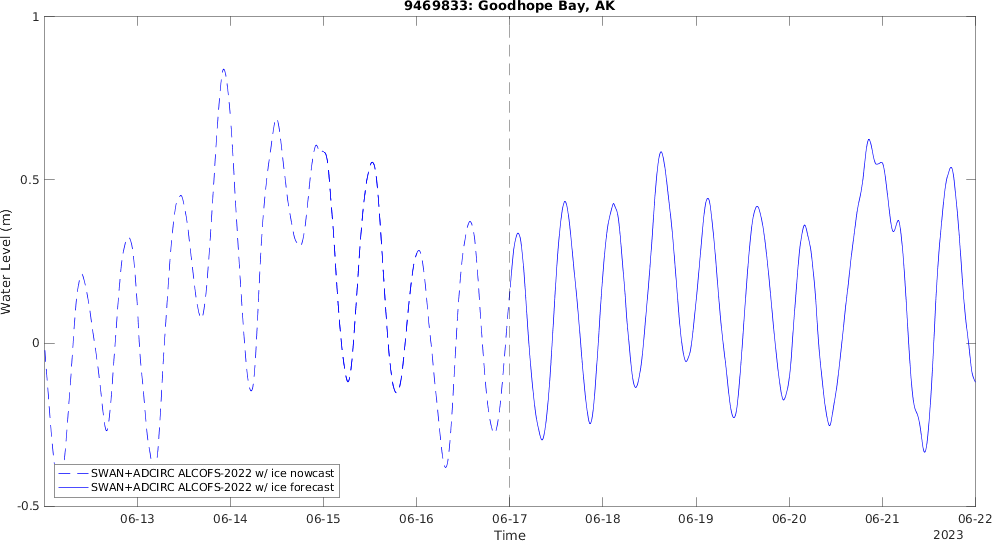 9469833: Goodhope Bay, AK
1
0.5
0
-0.5
Water Level (m)
SWAN+ADCIRC ALCOFS-2022 w/ ice nowcast
SWAN+ADCIRC ALCOFS-2022 w/ ice forecast
06-13 06-14 06-15 06-16 06-17 06-18 06-19 06-20 06-21 06-22
Time
2023